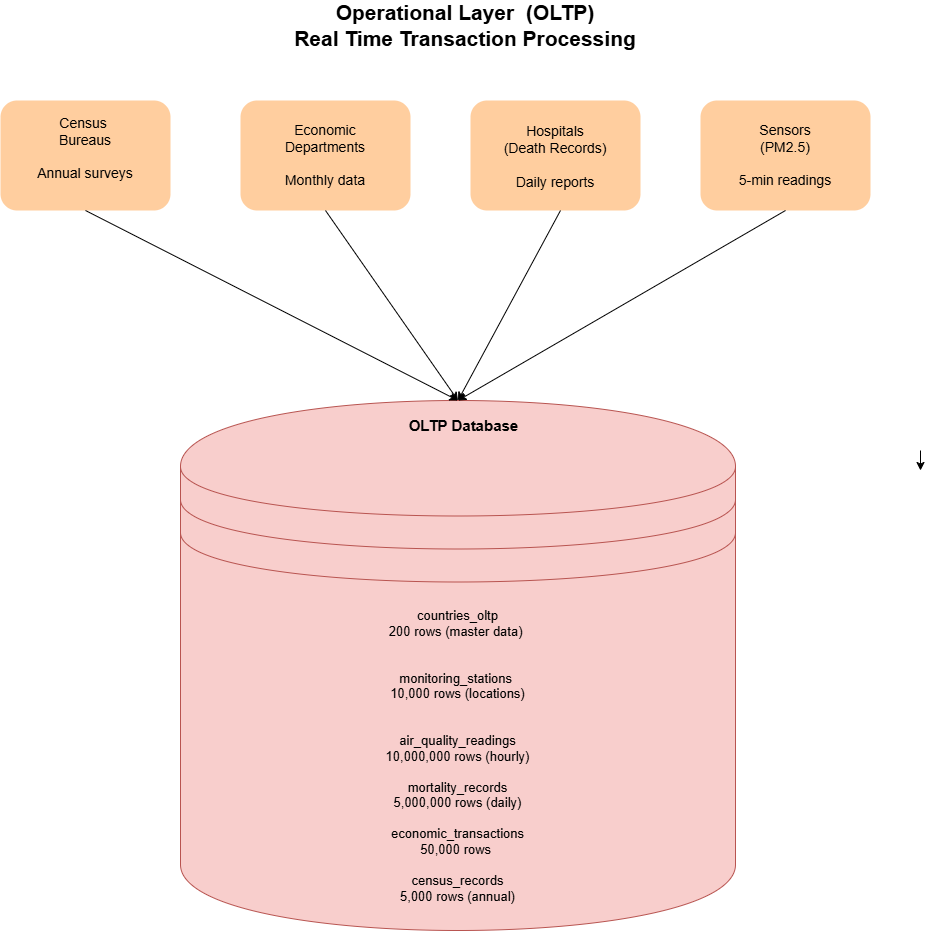 Operational Layer  (OLTP)
Real Time Transaction Processing
Census
Bureaus
Annual surveys
Economic
Departments
Monthly data
Hospitals
(Death Records)
Daily reports
Sensors
(PM2.5)
5-min readings
OLTP Database
countries_oltp
200 rows (master data)
monitoring_stations
10,000 rows (locations)
air_quality_readings
10,000,000 rows (hourly)
mortality_records
5,000,000 rows (daily)
economic_transactions
50,000 rows
census_records
5,000 rows (annual)